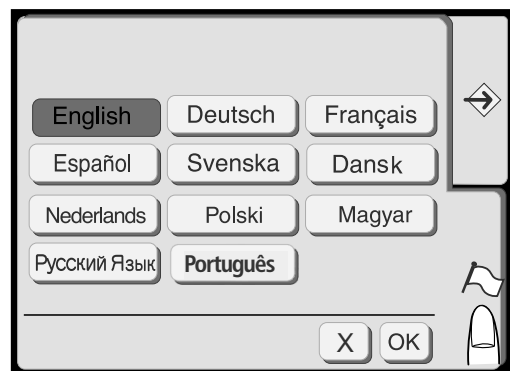 English Deutsch Français
Español Svenska Dansk
Nederlands Polski Magyar
Русский Язык Português
X OK